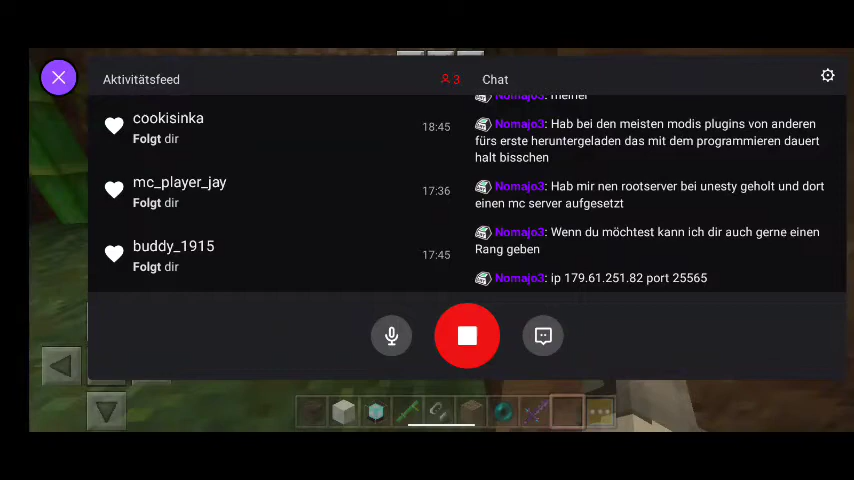 Aktivitätsfeed
3
Chat
cookisinka
Folgt dir
18:45
mc_player_jay
Folgt dir
17:36
buddy_1915
Folgt dir
17:45
Nomajo3: meiner
Nomajo3: Hab bei den meisten modis plugins von anderen
fürs erste heruntergeladen das mit dem programmieren dauert
halt bisschen
Nomajo3: Hab mir nen rootserver bei unesty geholt und dort
einen mc server aufgesetzt
Nomajo3: Wenn du möchtest kann ich dir auch gerne einen
Rang geben
Nomajo3: ip 179.61.251.82 port 25565